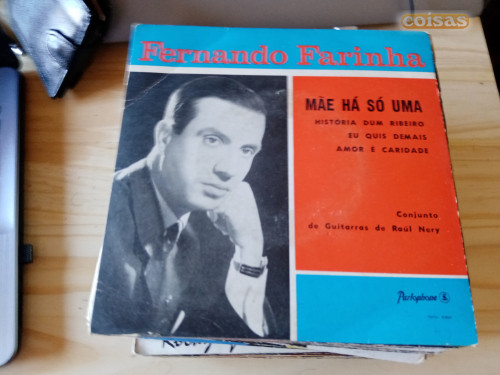 coisas
Fernando Farinha
MÃE HÁ SÓ UMA
HISTÓRIA DUM RIBEIRO
EU QUIS DEMAIS
AMOR E CARIDADE
Conjunto
de Guitarras de Raúl Nery
Parlophone